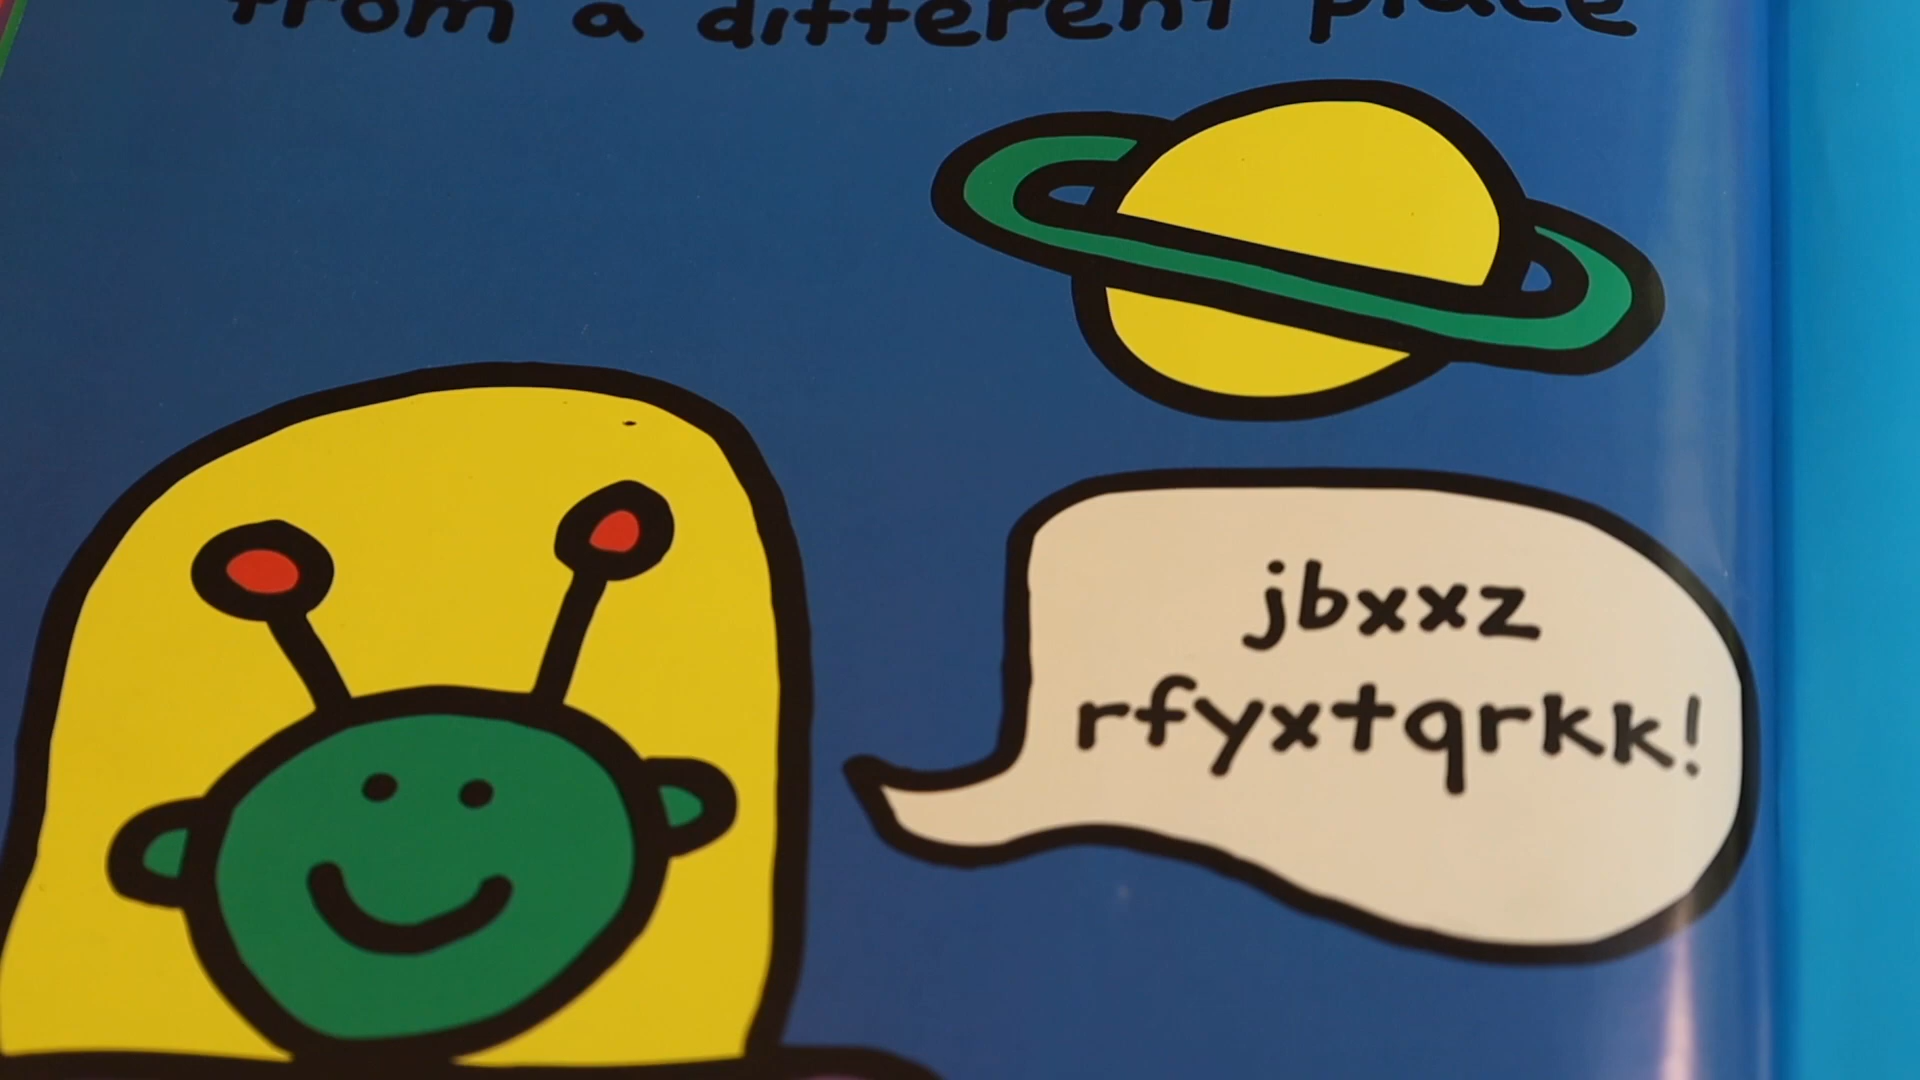 from a different place
jbxxz
rfyxtqrkk!